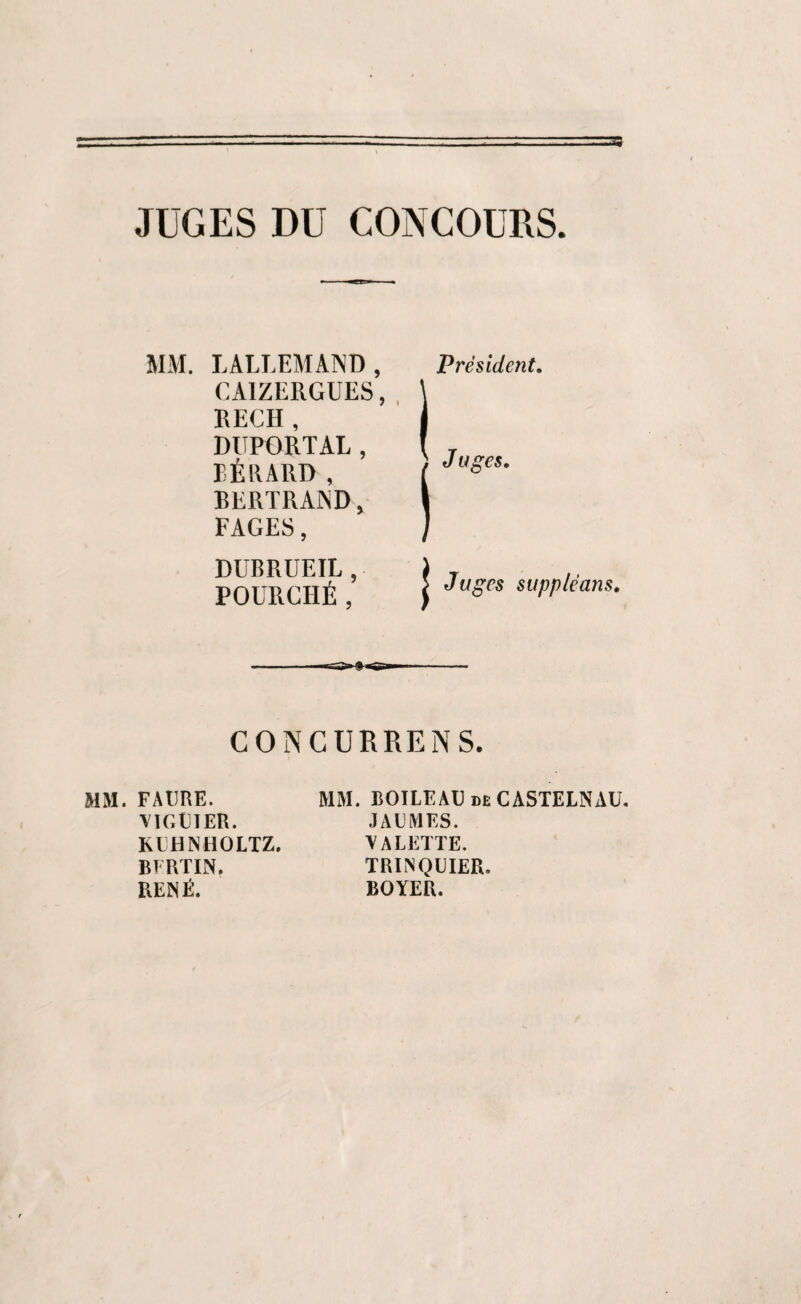 JUGES DU CONCOURS.
MM. LALLEMAND, Président.
CAIZERGUES,
RECH,
DUPORTAL,
BÉRARD,
Juges.
BERTRAND,
FAGES,
DUBRUEIL,
POURCHÉ,
Juges suppléans.
CONCURRENS.
MM. FAURE.
VIGUIER.
KUHNHOLTZ.
BERTIN.
RENÉ.
MM. BOILEAU DE CASTELNAU.
JAUMES.
VALETTE.
TRINQUIER.
BOYER.